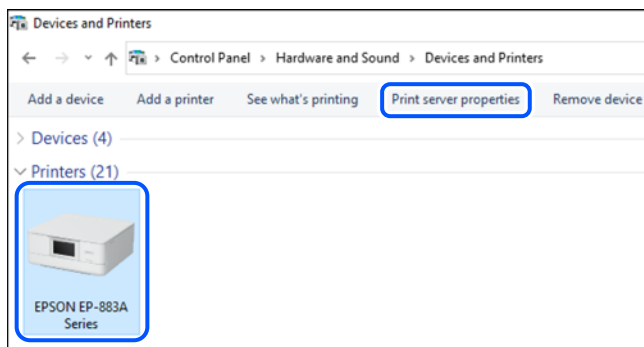 Devices and Printers
Control Panel > Hardware and Sound > Devices and Printers
Add a device Add a printer See what's printing Print server properties Remove device
Devices (4)
Printers (21)
EPSON EP-883A
Series